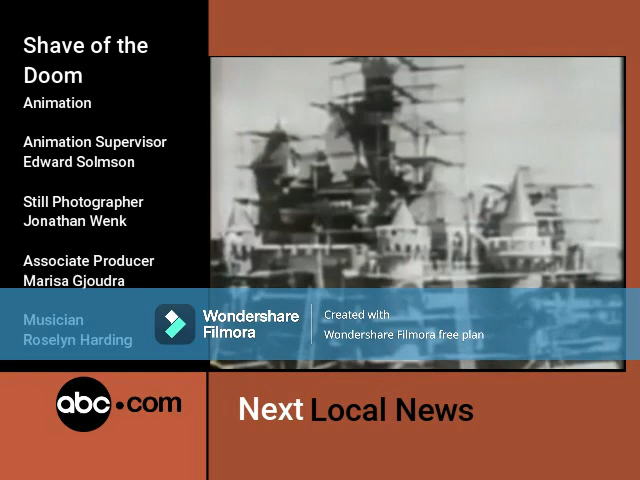 Shave of the
Doom
Animation
Animation Supervisor
Edward Solmson
Still Photographer
Jonathan Wenk
Associate Producer
Marisa Gjoudra
Musician
Roselyn Harding
Wondershare
Filmora
Created with
Wondershare Filmora free plan
abc.com
Next Local News